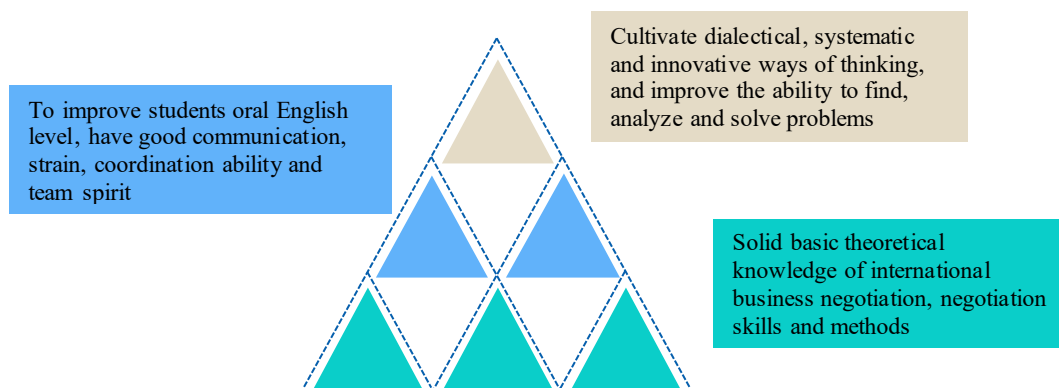 Cultivate dialectical, systematic
and innovative ways of thinking,
and improve the ability to find,
analyze and solve problems
To improve students oral English
level, have good communication,
strain, coordination ability and
team spirit
Solid basic theoretical
knowledge of international
business negotiation, negotiation
skills and methods